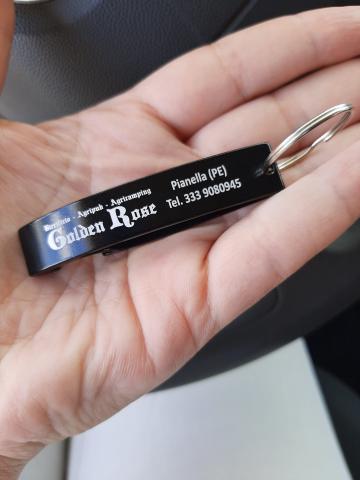 Birrificio - Agripub - Agricamping
Golden Rose
Pianella (PE)
Tel. 333 9080945